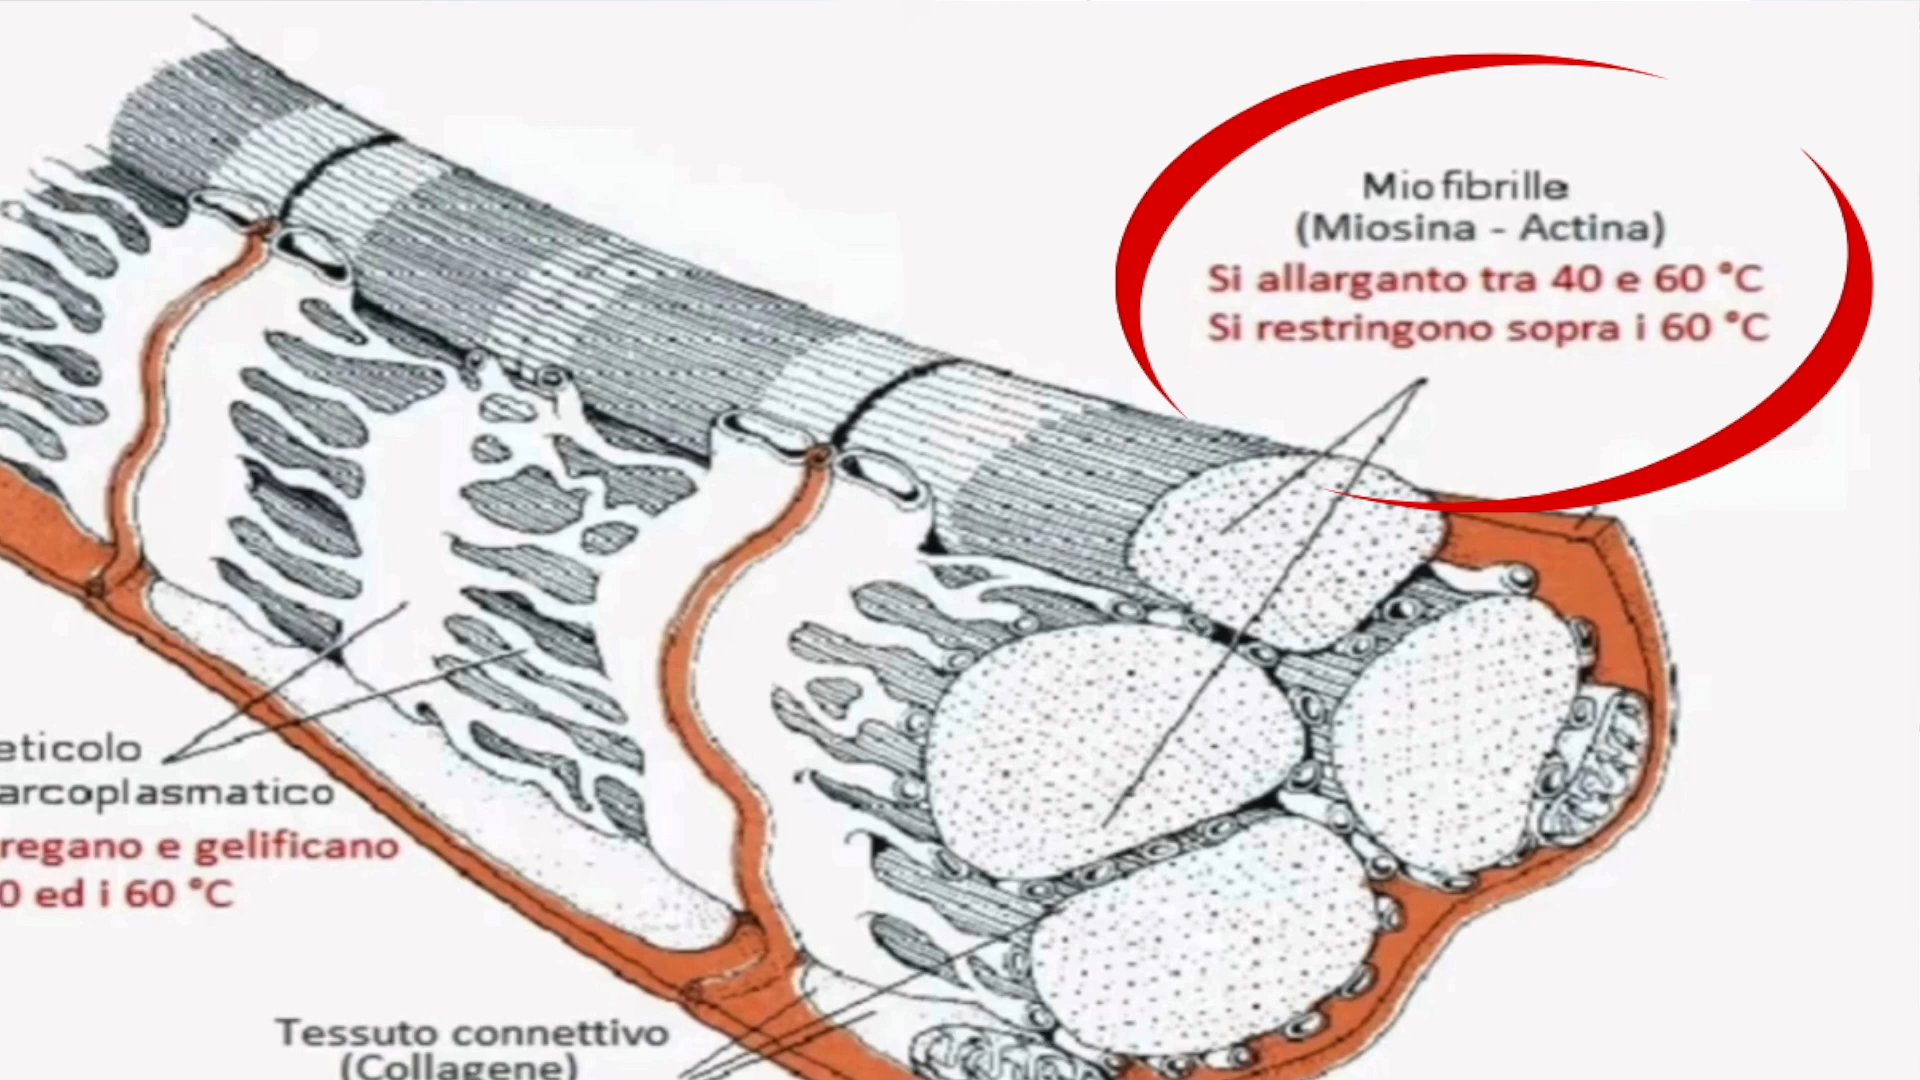 Miofibrille
(Miosina - Actina)
Si allarganto tra 40 e 60 °C
Si restringono sopra i 60 °C
eticolo
arcoplasmatico
regano e gelificano
0 ed i 60 °C
Tessuto connettivo
(Collagene)